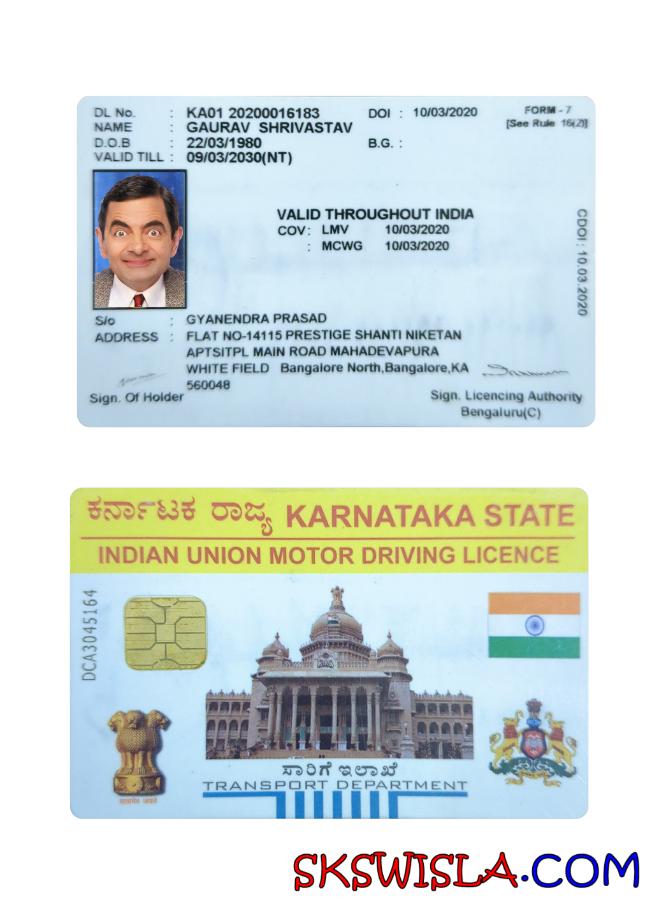 DL No. : KA01 20200016183 DOI : 10/03/2020 FORM - 7
NAME : GAURAV SHRIVASTAV [See Rule 16(2)]
D.O.B : 22/03/1980 B.G. :
VALID TILL : 09/03/2030(NT)
VALID THROUGHOUT INDIA
COV: LMV 10/03/2020
: MCWG 10/03/2020
CDOI : 10.03.2020
S/o : GYANENDRA PRASAD
ADDRESS : FLAT NO-14115 PRESTIGE SHANTI NIKETAN
APTSITPL MAIN ROAD MAHADEVAPURA
WHITE FIELD Bangalore North,Bangalore,KA
560048
Sign. Of Holder Sign. Licencing Authority
Bengaluru(C)
ಕರ್ನಾಟಕ ರಾಜ್ಯ KARNATAKA STATE
INDIAN UNION MOTOR DRIVING LICENCE
DCA3045164
सत्यमेव जयते
ಸಾರಿಗೆ ಇಲಾಖೆ
TRANSPORT DEPARTMENT
SKSWISLA.COM